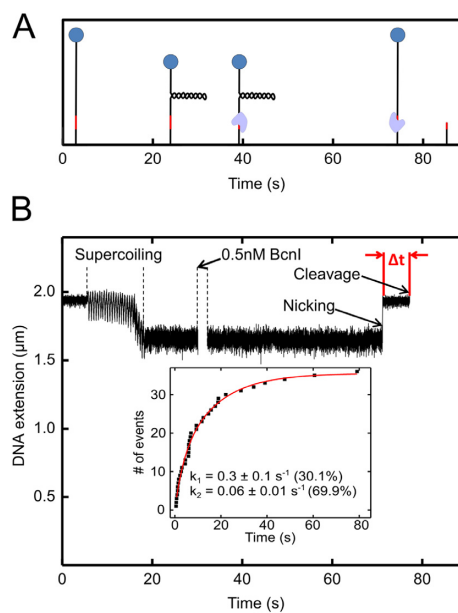 A
0 20 40 60 80
Time (s)
B
Supercoiling
0.5nM BcnI
Δt
Cleavage
Nicking
DNA extension (µm)
2.0
1.5
1.0
0.5
# of events
30
20
10
0
k₁ = 0.3 ± 0.1 s⁻¹ (30.1%)
k₂ = 0.06 ± 0.01 s⁻¹ (69.9%)
0 20 40 60 80
Time (s)
0 20 40 60 80
Time (s)